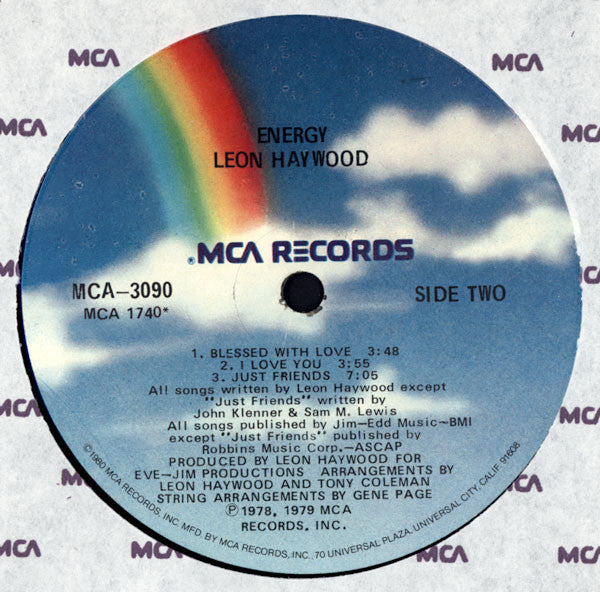 MCA
MCA
MCA
MCA
ENERGY
LEON HAYWOOD
®MCA RECORDS
MCA—3090
MCA 1740*
SIDE TWO
1. BLESSED WITH LOVE 3:48
2. I LOVE YOU 3:55
3. JUST FRIENDS 7:05
All songs written by Leon Haywood except
"Just Friends" written by
John Klenner & Sam M. Lewis
All songs published by Jim—Edd Music—BMI
except "Just Friends" published by
Robbins Music Corp.—ASCAP
PRODUCED BY LEON HAYWOOD FOR
EVE—JIM PRODUCTIONS ARRANGEMENTS BY
LEON HAYWOOD AND TONY COLEMAN
STRING ARRANGEMENTS BY GENE PAGE
Ⓟ 1978, 1979 MCA
RECORDS, INC.
©1980 MCA RECORDS, INC. MFD. BY MCA RECORDS, INC., 70 UNIVERSAL PLAZA, UNIVERSAL CITY, CALIF. 91608
MCA
MCA
MCA
MCA
MCA
MCA